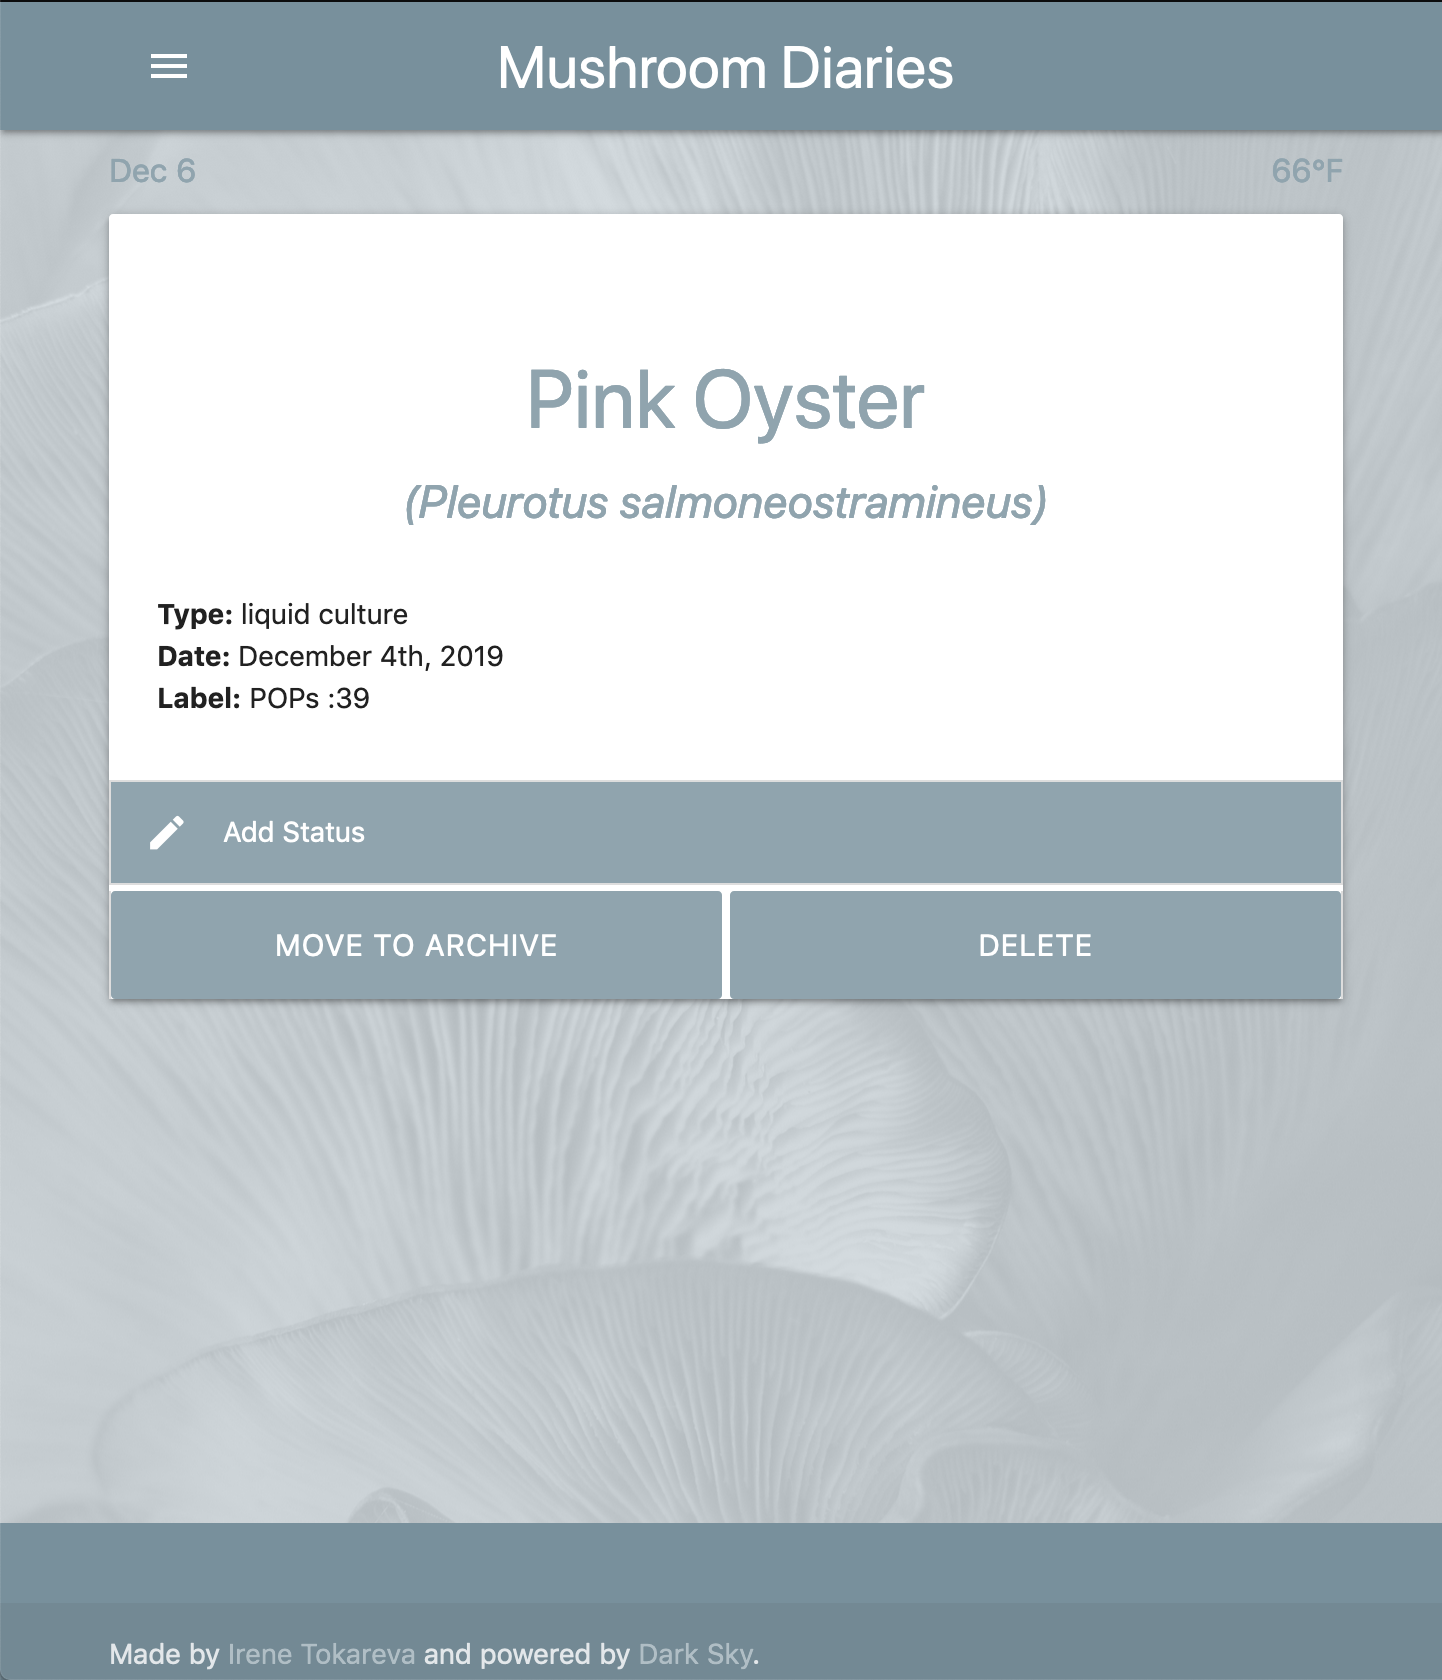 Mushroom Diaries
Dec 6
66°F
Pink Oyster
(Pleurotus salmoneostramineus)
Type: liquid culture
Date: December 4th, 2019
Label: POPs :39
Add Status
MOVE TO ARCHIVE
DELETE
Made by Irene Tokareva and powered by Dark Sky.